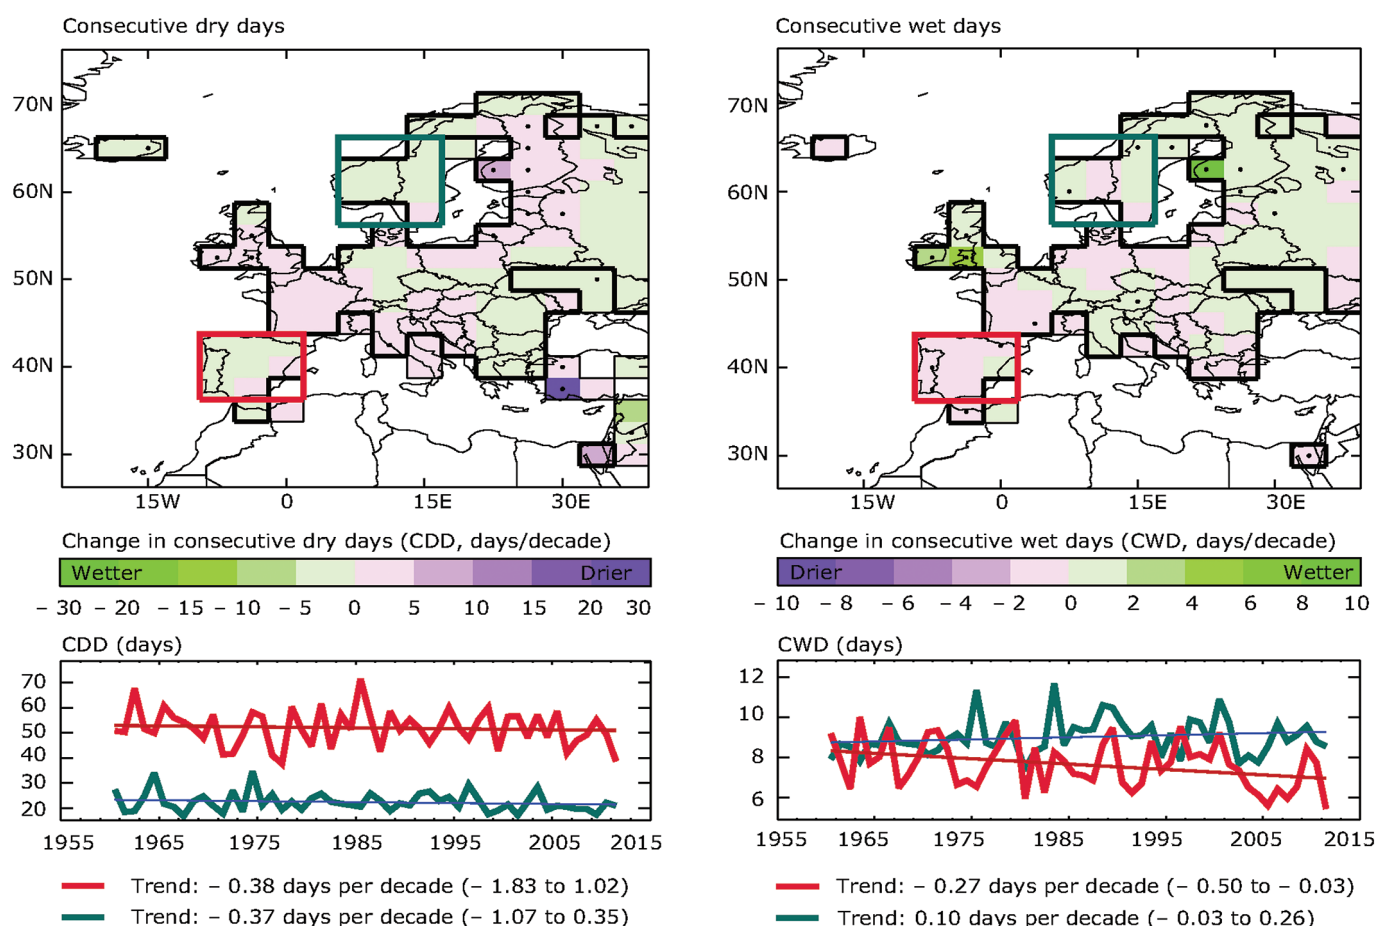 Consecutive dry days
70N
60N
50N
40N
30N
15W 0 15E 30E
Change in consecutive dry days (CDD, days/decade)
Wetter Drier
– 30 – 20 – 15 – 10 – 5 0 5 10 15 20 30
CDD (days)
70
60
50
40
30
20
1955 1965 1975 1985 1995 2005 2015
Trend: – 0.38 days per decade (– 1.83 to 1.02)
Trend: – 0.37 days per decade (– 1.07 to 0.35)
Consecutive wet days
70N
60N
50N
40N
30N
15W 0 15E 30E
Change in consecutive wet days (CWD, days/decade)
Drier Wetter
– 10 – 8 – 6 – 4 – 2 0 2 4 6 8 10
CWD (days)
12
10
8
6
1955 1965 1975 1985 1995 2005 2015
Trend: – 0.27 days per decade (– 0.50 to – 0.03)
Trend: 0.10 days per decade (– 0.03 to 0.26)